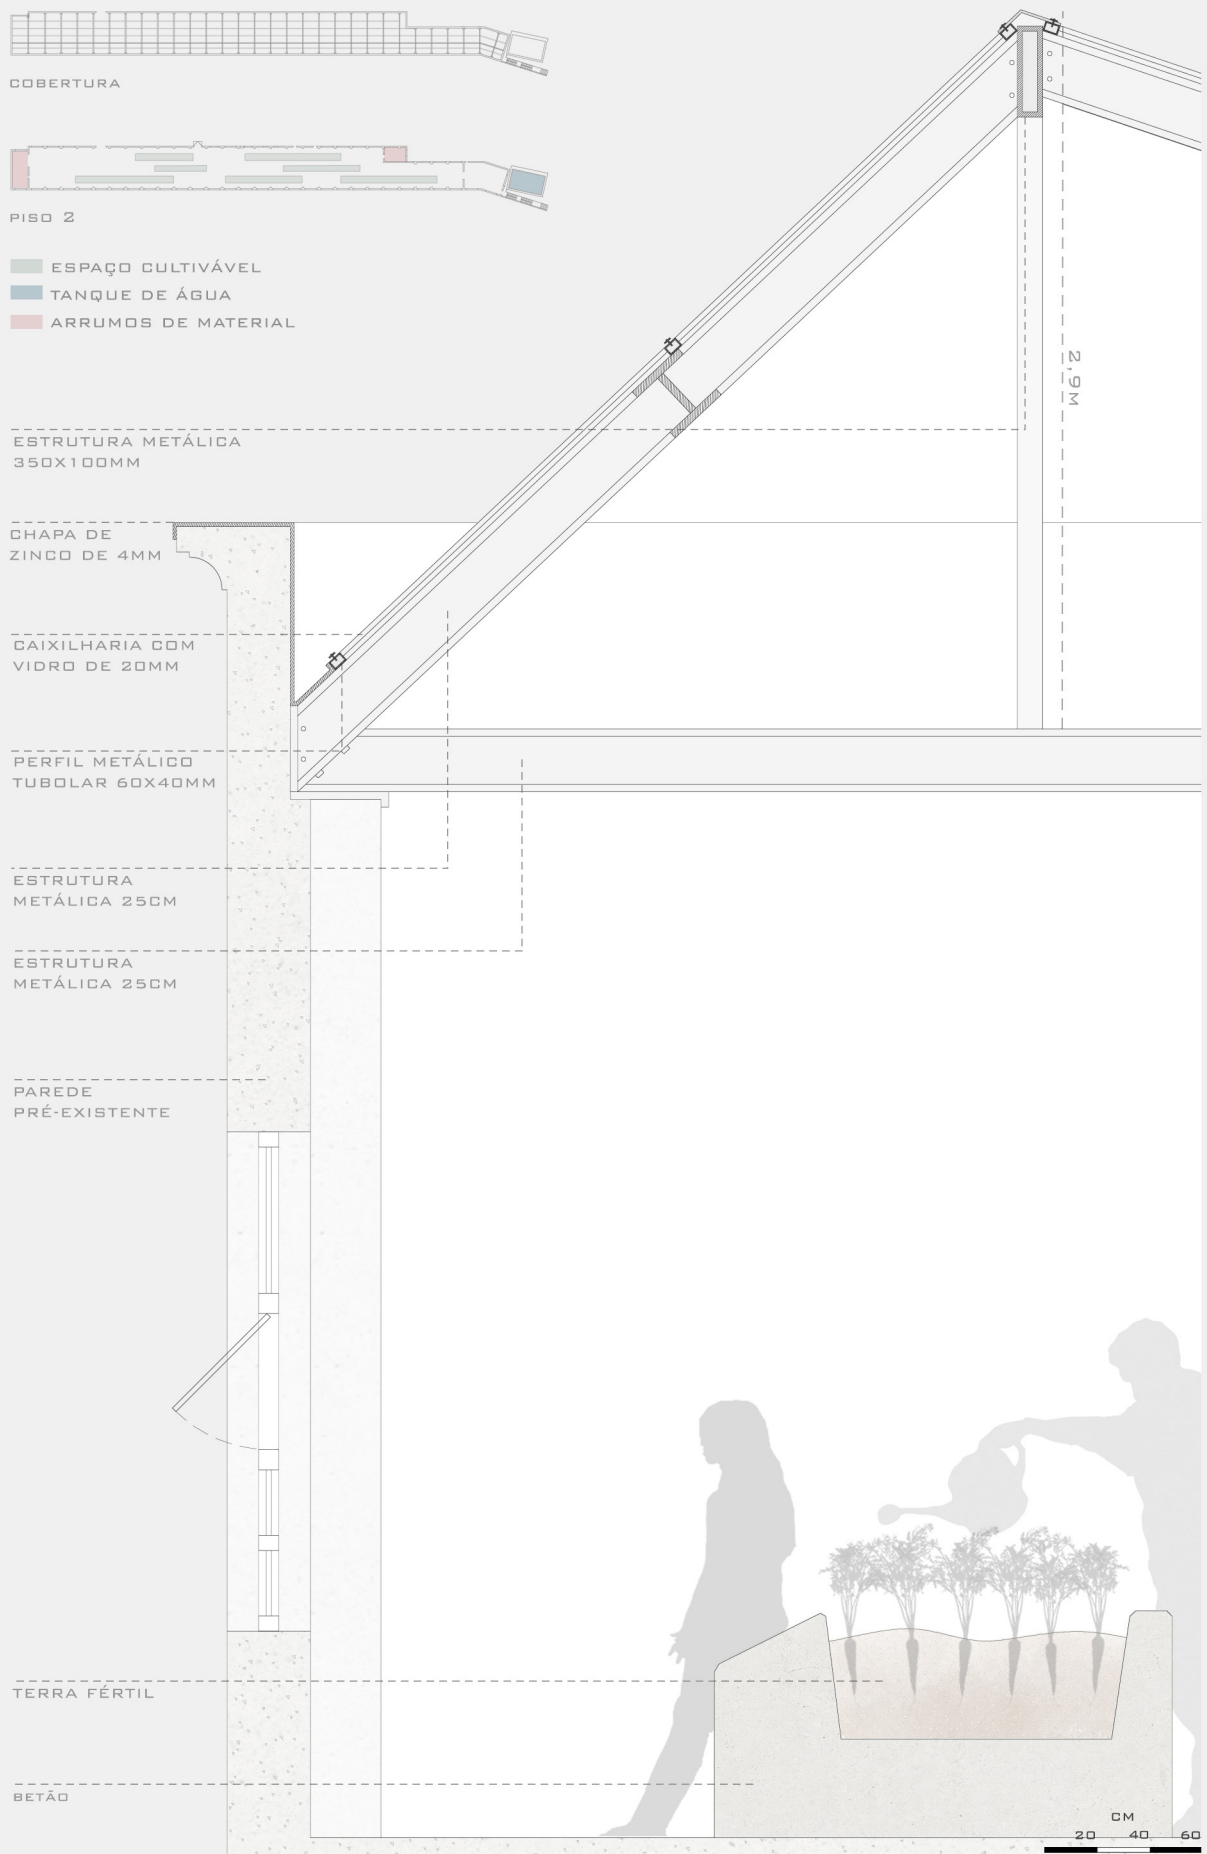 COBERTURA
PISO 2
ESPAÇO CULTIVÁVEL
TANQUE DE ÁGUA
ARRUMOS DE MATERIAL
2,9M
ESTRUTURA METÁLICA
350X100MM
CHAPA DE
ZINCO DE 4MM
CAIXILHARIA COM
VIDRO DE 20MM
PERFIL METÁLICO
TUBOLAR 60X40MM
ESTRUTURA
METÁLICA 25CM
ESTRUTURA
METÁLICA 25CM
PAREDE
PRÉ-EXISTENTE
TERRA FÉRTIL
BETÃO
CM
20 40 60